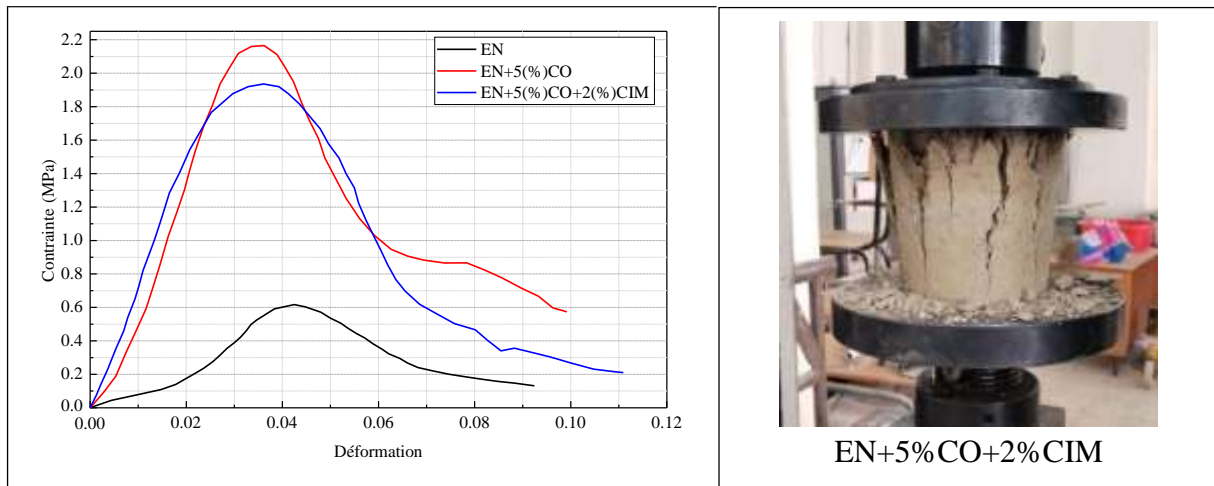 2.2
2.0
1.8
1.6
1.4
1.2
1.0
0.8
0.6
0.4
0.2
0.0
Contrainte (MPa)
EN
EN+5(%)CO
EN+5(%)CO+2(%)CIM
0.00 0.02 0.04 0.06 0.08 0.10 0.12
Déformation
EN+5%CO+2%CIM